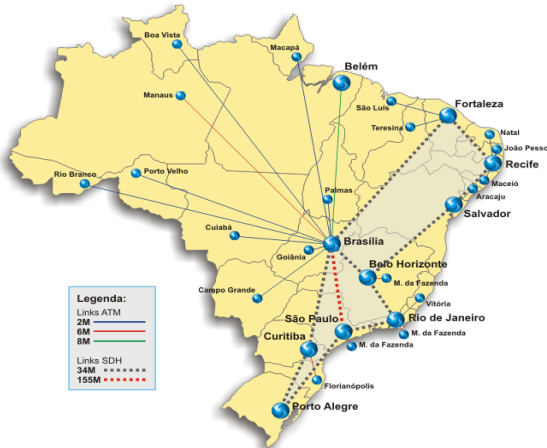 Boa Vista
Macapá
Belém
Manaus
São Luis
Fortaleza
Teresina
Natal
João Pesso
Recife
Rio Branco
Porto Velho
Palmas
Maceió
Aracaju
Salvador
Cuiabá
Brasília
Goiânia
Belo Horizonte
M. da Fazenda
Campo Grande
Vitória
São Paulo
Rio de Janeiro
M. da Fazenda
M. da Fazenda
Curitiba
Florianópolis
Porto Alegre
Legenda:
Links ATM
2M
6M
8M
Links SDH
34M
155M